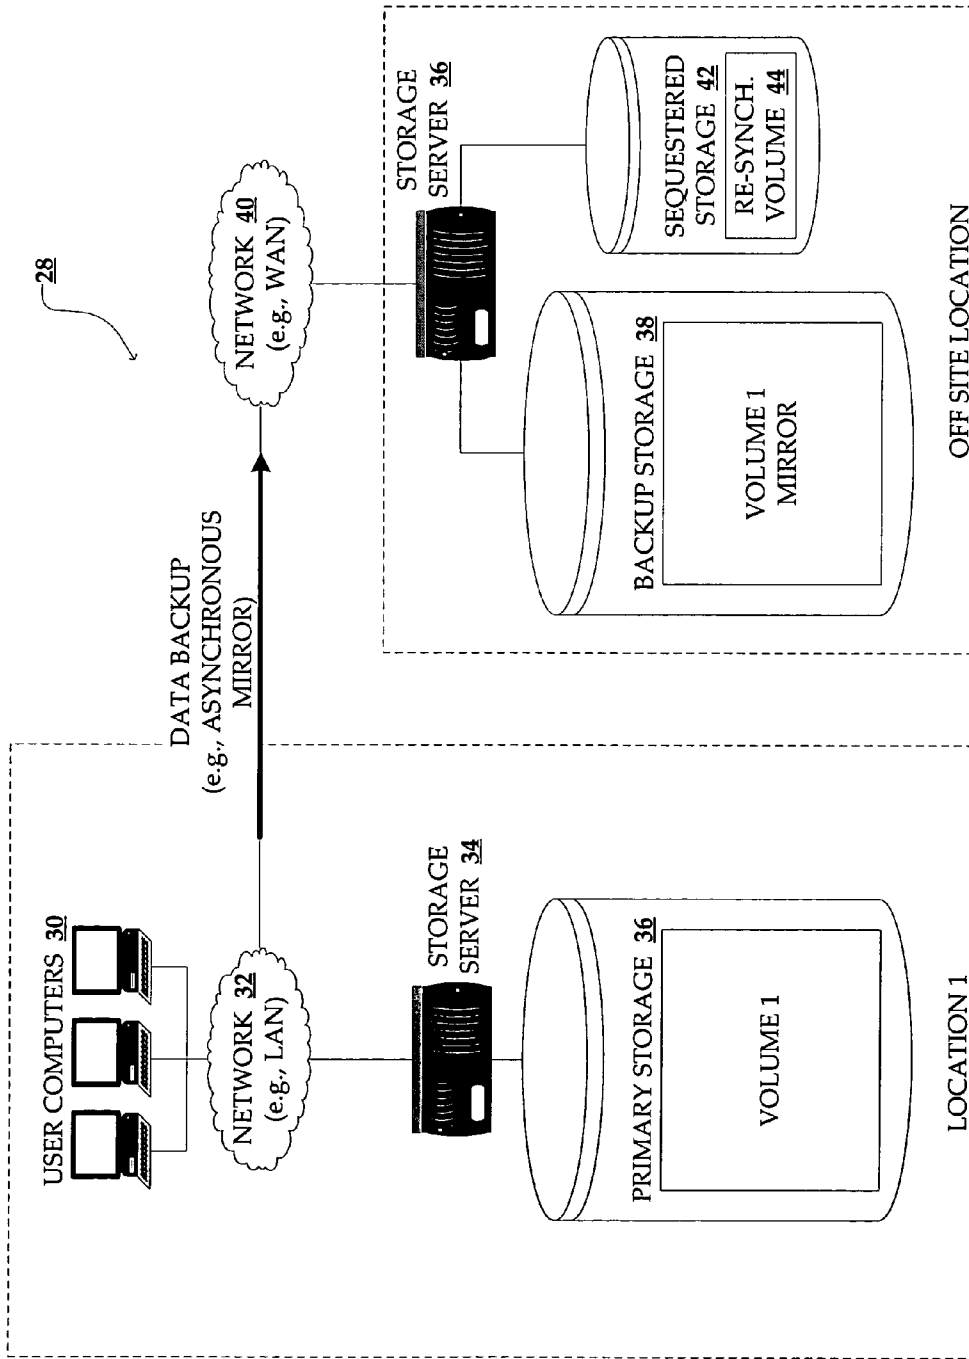 28
USER COMPUTERS 30
NETWORK 32
(e.g., LAN)
DATA BACKUP
(e.g., ASYNCHRONOUS
MIRROR)
NETWORK 40
(e.g., WAN)
STORAGE
SERVER 34
STORAGE
SERVER 36
PRIMARY STORAGE 36
VOLUME 1
BACKUP STORAGE 38
VOLUME 1
MIRROR
SEQUESTERED
STORAGE 42
RE-SYNCH.
VOLUME 44
LOCATION 1
OFF SITE LOCATION